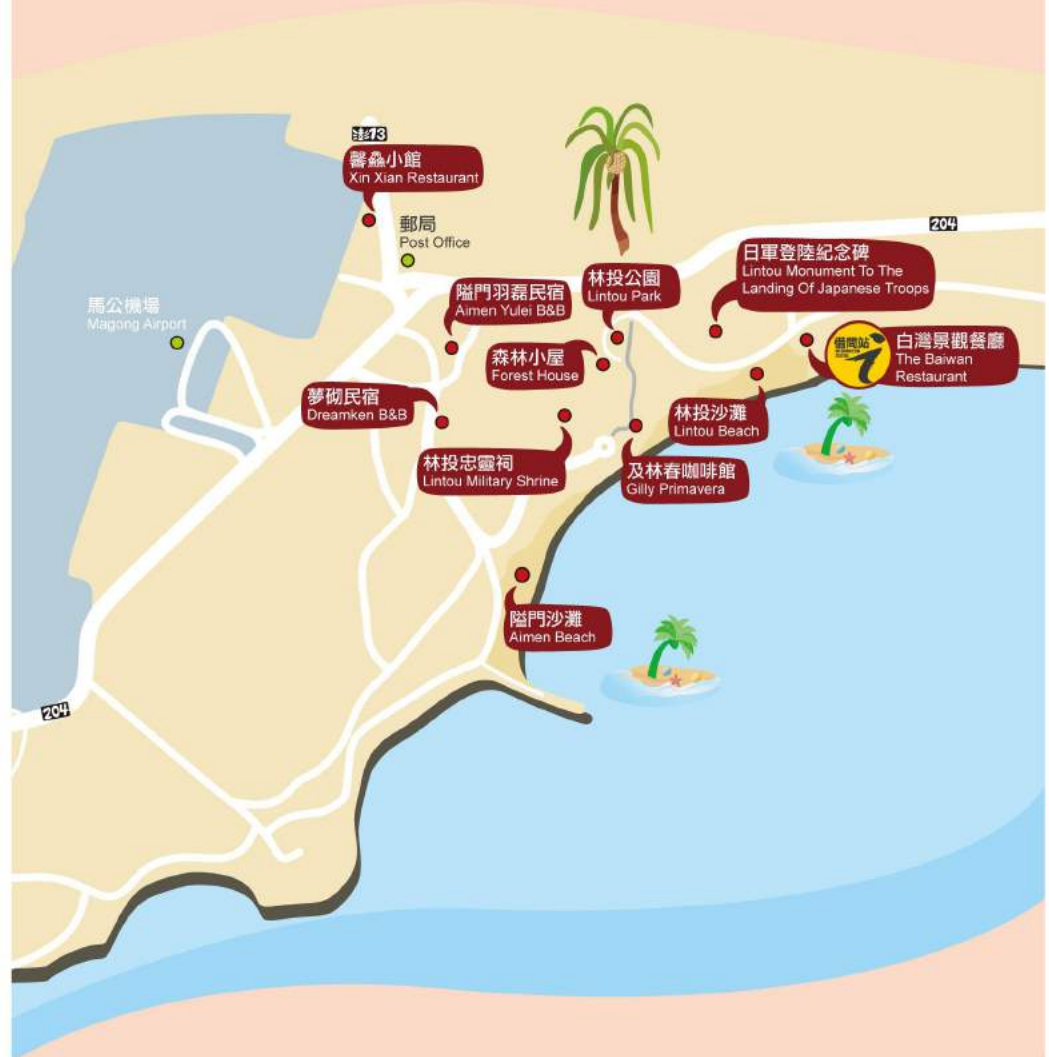 澎13
馨鱻小館
Xin Xian Restaurant
郵局
Post Office
204
日軍登陸紀念碑
Lintou Monument To The
Landing Of Japanese Troops
林投公園
Lintou Park
隘門羽磊民宿
Aimen Yulei B&B
馬公機場
Magong Airport
借問站
白灣景觀餐廳
The Baiwan
Restaurant
森林小屋
Forest House
夢砌民宿
Dreamken B&B
林投沙灘
Lintou Beach
林投忠靈祠
Lintou Military Shrine
及林春咖啡館
Gilly Primavera
隘門沙灘
Aimen Beach
204